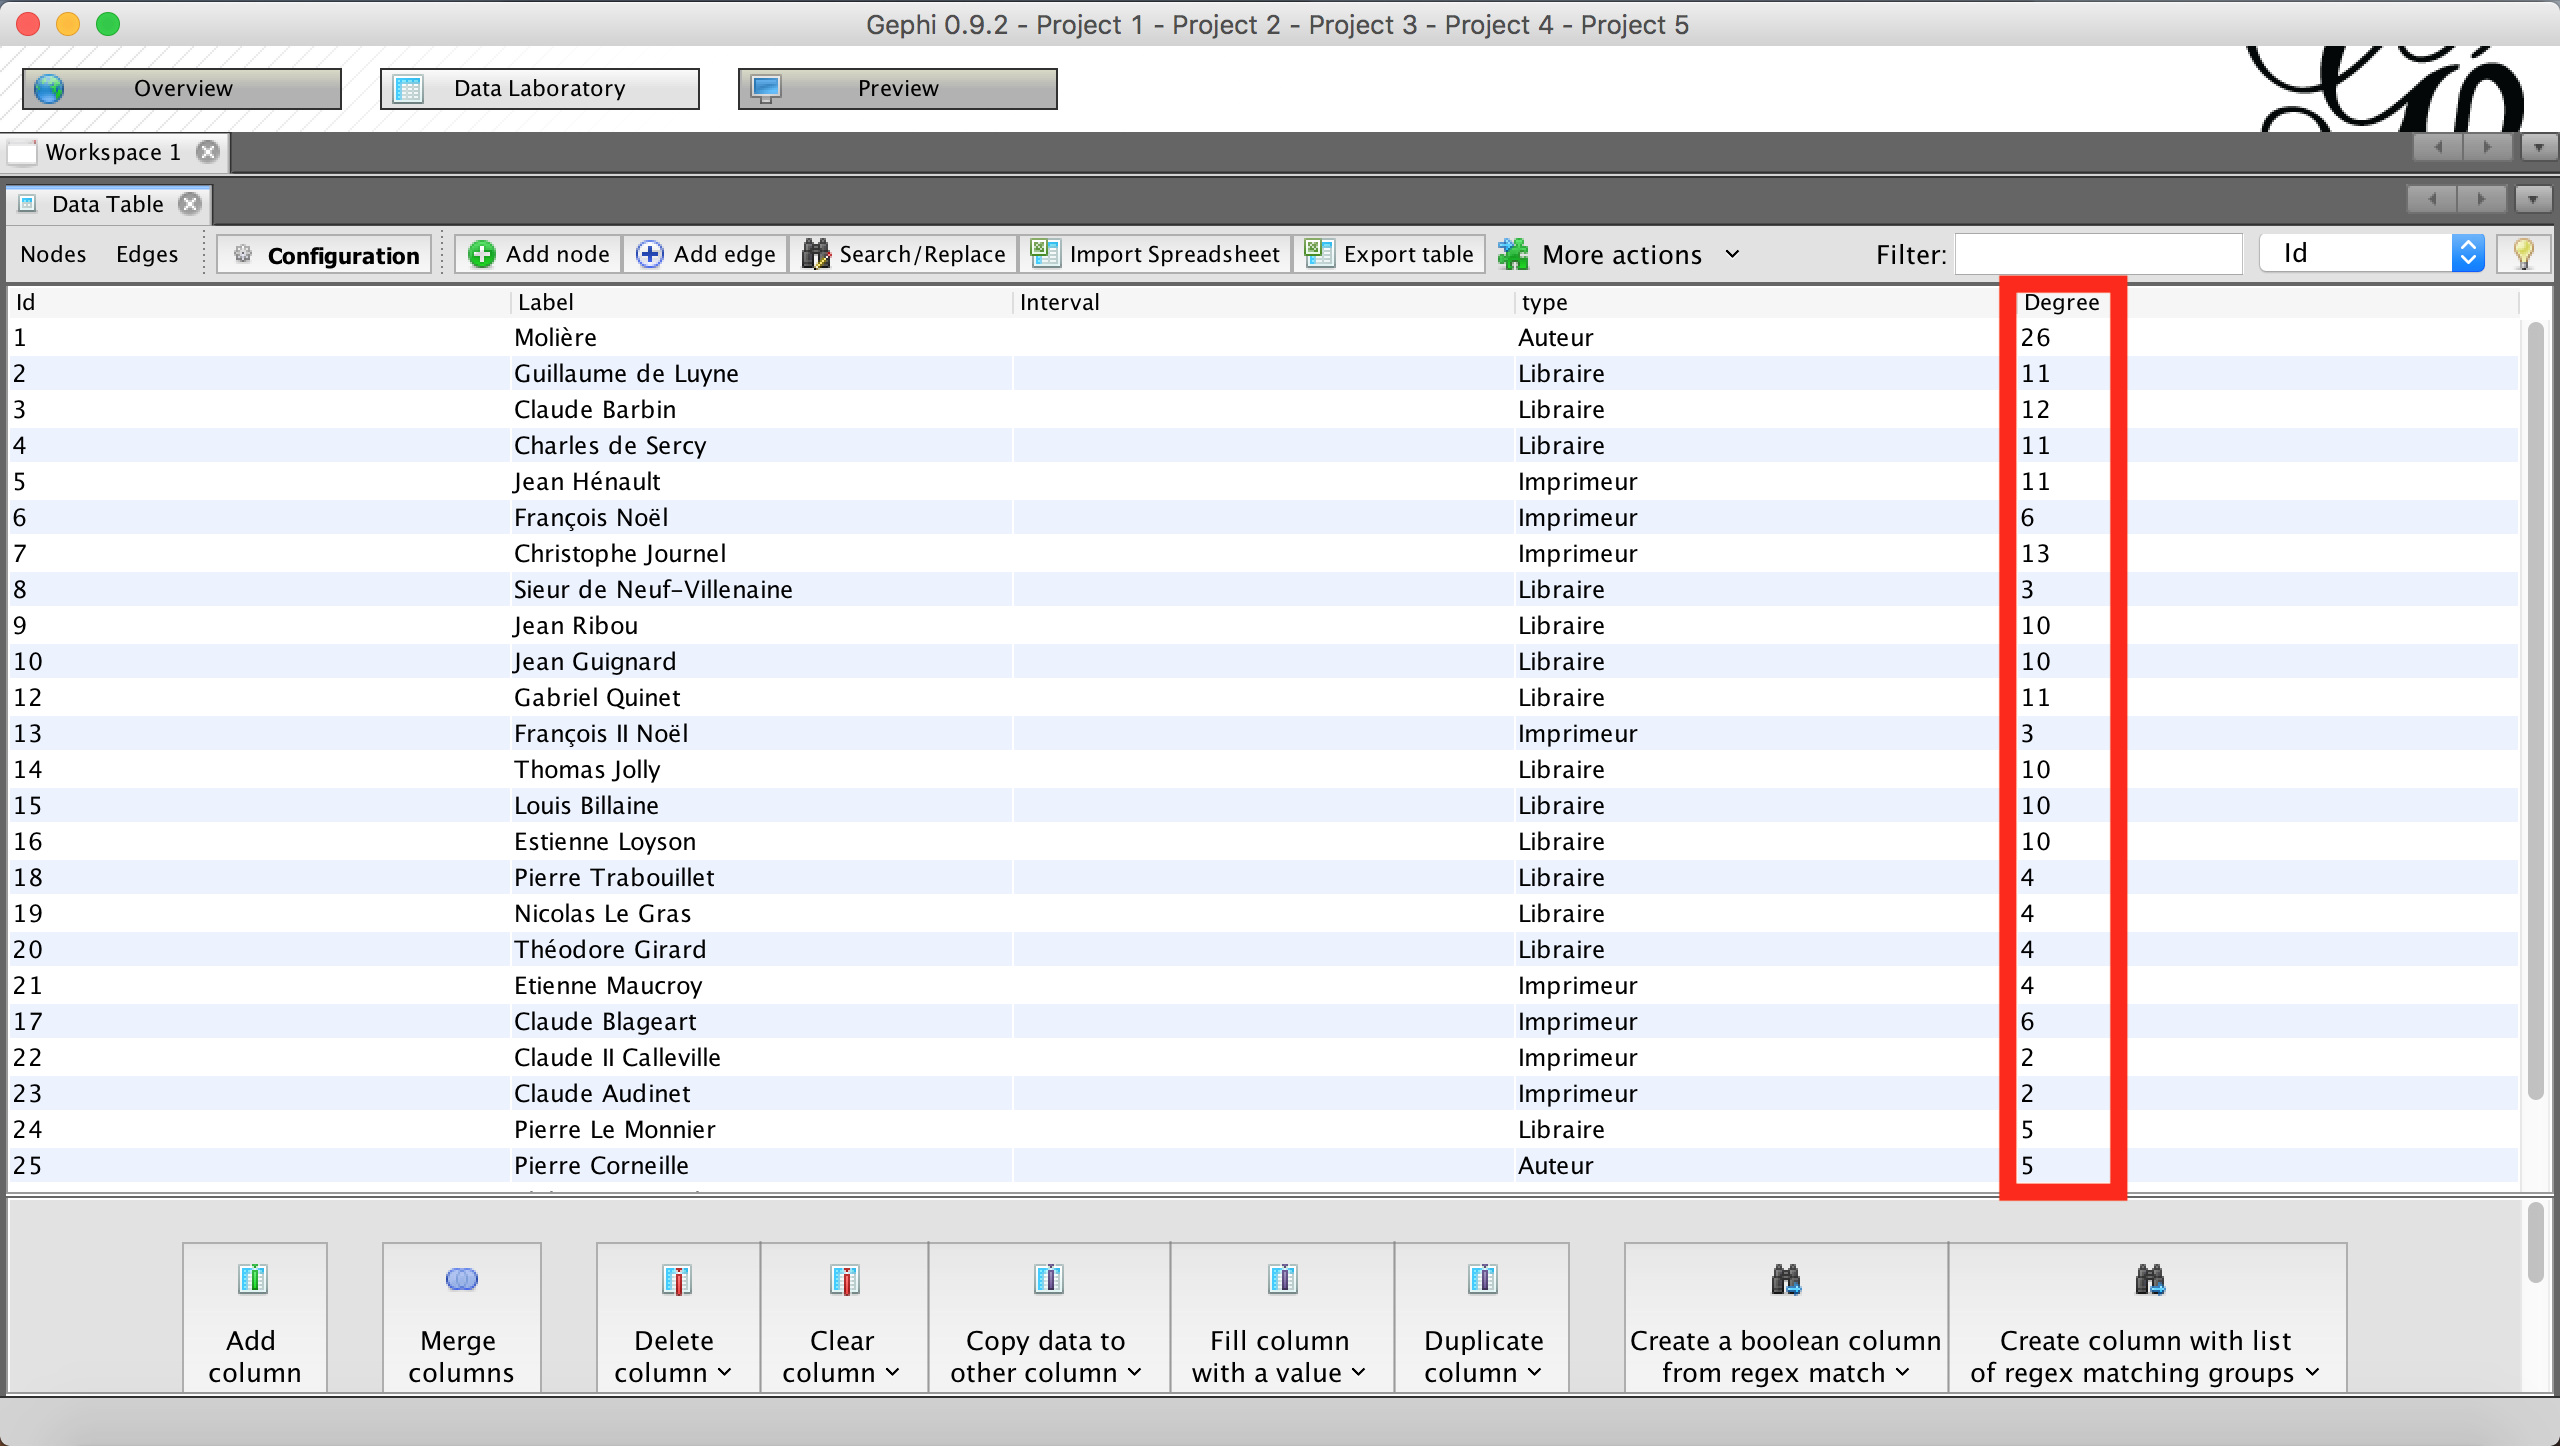 Gephi 0.9.2 - Project 1 - Project 2 - Project 3 - Project 4 - Project 5
Overview Data Laboratory Preview
Workspace 1
Data Table
Nodes Edges Configuration Add node Add edge Search/Replace Import Spreadsheet Export table More actions Filter: Id
Id Label Interval type Degree
1 Molière Auteur 26
2 Guillaume de Luyne Libraire 11
3 Claude Barbin Libraire 12
4 Charles de Sercy Libraire 11
5 Jean Hénault Imprimeur 11
6 François Noël Imprimeur 6
7 Christophe Journel Imprimeur 13
8 Sieur de Neuf-Villenaine Libraire 3
9 Jean Ribou Libraire 10
10 Jean Guignard Libraire 10
12 Gabriel Quinet Libraire 11
13 François II Noël Imprimeur 3
14 Thomas Jolly Libraire 10
15 Louis Billaine Libraire 10
16 Estienne Loyson Libraire 10
18 Pierre Trabouillet Libraire 4
19 Nicolas Le Gras Libraire 4
20 Théodore Girard Libraire 4
21 Etienne Maucroy Imprimeur 4
17 Claude Blageart Imprimeur 6
22 Claude II Calleville Imprimeur 2
23 Claude Audinet Imprimeur 2
24 Pierre Le Monnier Libraire 5
25 Pierre Corneille Auteur 5
Add column
Merge columns
Delete column
Clear column
Copy data to other column
Fill column with a value
Duplicate column
Create a boolean column from regex match
Create column with list of regex matching groups